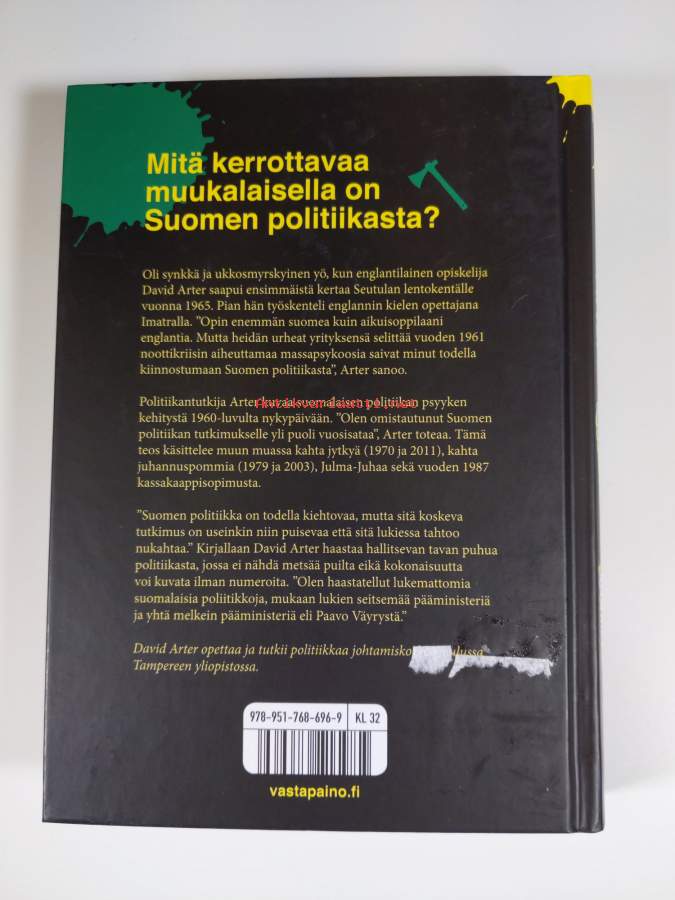 Mitä kerrottavaa
muukalaisella on
Suomen politiikasta?
Oli synkkä ja ukkosmyrskyinen yö, kun englantilainen opiskelija
David Arter saapui ensimmäistä kertaa Seutulan lentokentälle
vuonna 1965. Pian hän työskenteli englannin kielen opettajana
Imatralla. ”Opin enemmän suomea kuin aikuisoppilaani
englantia. Mutta heidän urheat yrityksensä selittää vuoden 1961
noottikriisin aiheuttamaa massapsykoosia saivat minut todella
kiinnostumaan Suomen politiikasta”, Arter sanoo.
Politiikantutkija Arter kuvaa suomalaisen politiikan psyyken
kehitystä 1960-luvulta nykypäivään. ”Olen omistautunut Suomen
politiikan tutkimukselle yli puoli vuosisataa”, Arter toteaa. Tämä
teos käsittelee muun muassa kahta jytkyä (1970 ja 2011), kahta
juhannuspommia (1979 ja 2003), Julma-Juhaa sekä vuoden 1987
kassakaappisopimusta.
”Suomen politiikka on todella kiehtovaa, mutta sitä koskeva
tutkimus on useinkin niin puisevaa että sitä lukiessa tahtoo
nukahtaa.” Kirjallaan David Arter haastaa hallitsevan tavan puhua
politiikasta, jossa ei nähdä metsää puilta eikä kokonaisuutta
voi kuvata ilman numeroita. ”Olen haastatellut lukemattomia
suomalaisia poliitikkoja, mukaan lukien seitsemää pääministeriä
ja yhtä melkein pääministeriä eli Paavo Väyrystä.”
David Arter opettaa ja tutkii politiikkaa
Tampereen yliopistossa.
978-951-768-696-9 KL 32
vastapaino.fi